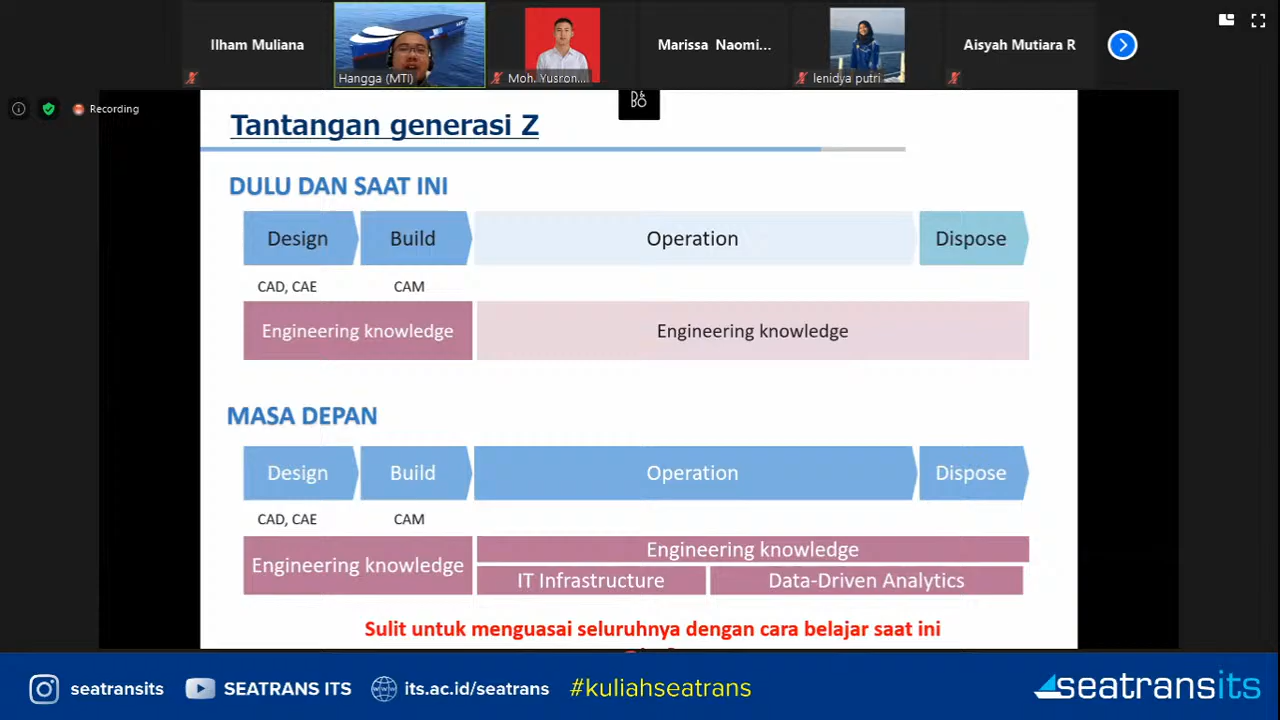 Ilham Muliana
Hangga (MTI)
Moh. Yusron...
Marissa Naomi...
lenidya putri
Aisyah Mutiara R
Recording
Tantangan generasi Z
DULU DAN SAAT INI
Design
Build
Operation
Dispose
CAD, CAE
CAM
Engineering knowledge
Engineering knowledge
MASA DEPAN
Design
Build
Operation
Dispose
CAD, CAE
CAM
Engineering knowledge
Engineering knowledge
IT Infrastructure
Data-Driven Analytics
Sulit untuk menguasai seluruhnya dengan cara belajar saat ini
seatransits
SEATRANS ITS
its.ac.id/seatrans
#kuliahseatrans
seatransits